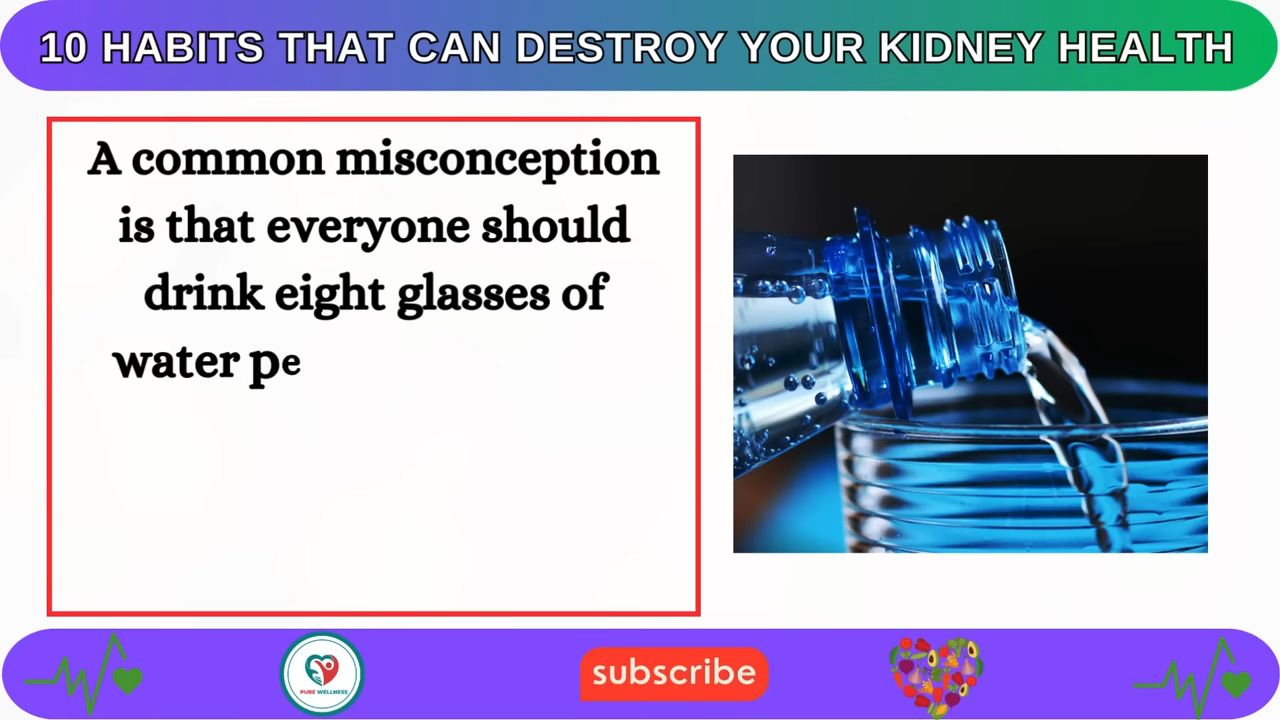 10 HABITS THAT CAN DESTROY YOUR KIDNEY HEALTH
A common misconception
is that everyone should
drink eight glasses of
water pe
PURE WELLNESS
subscribe